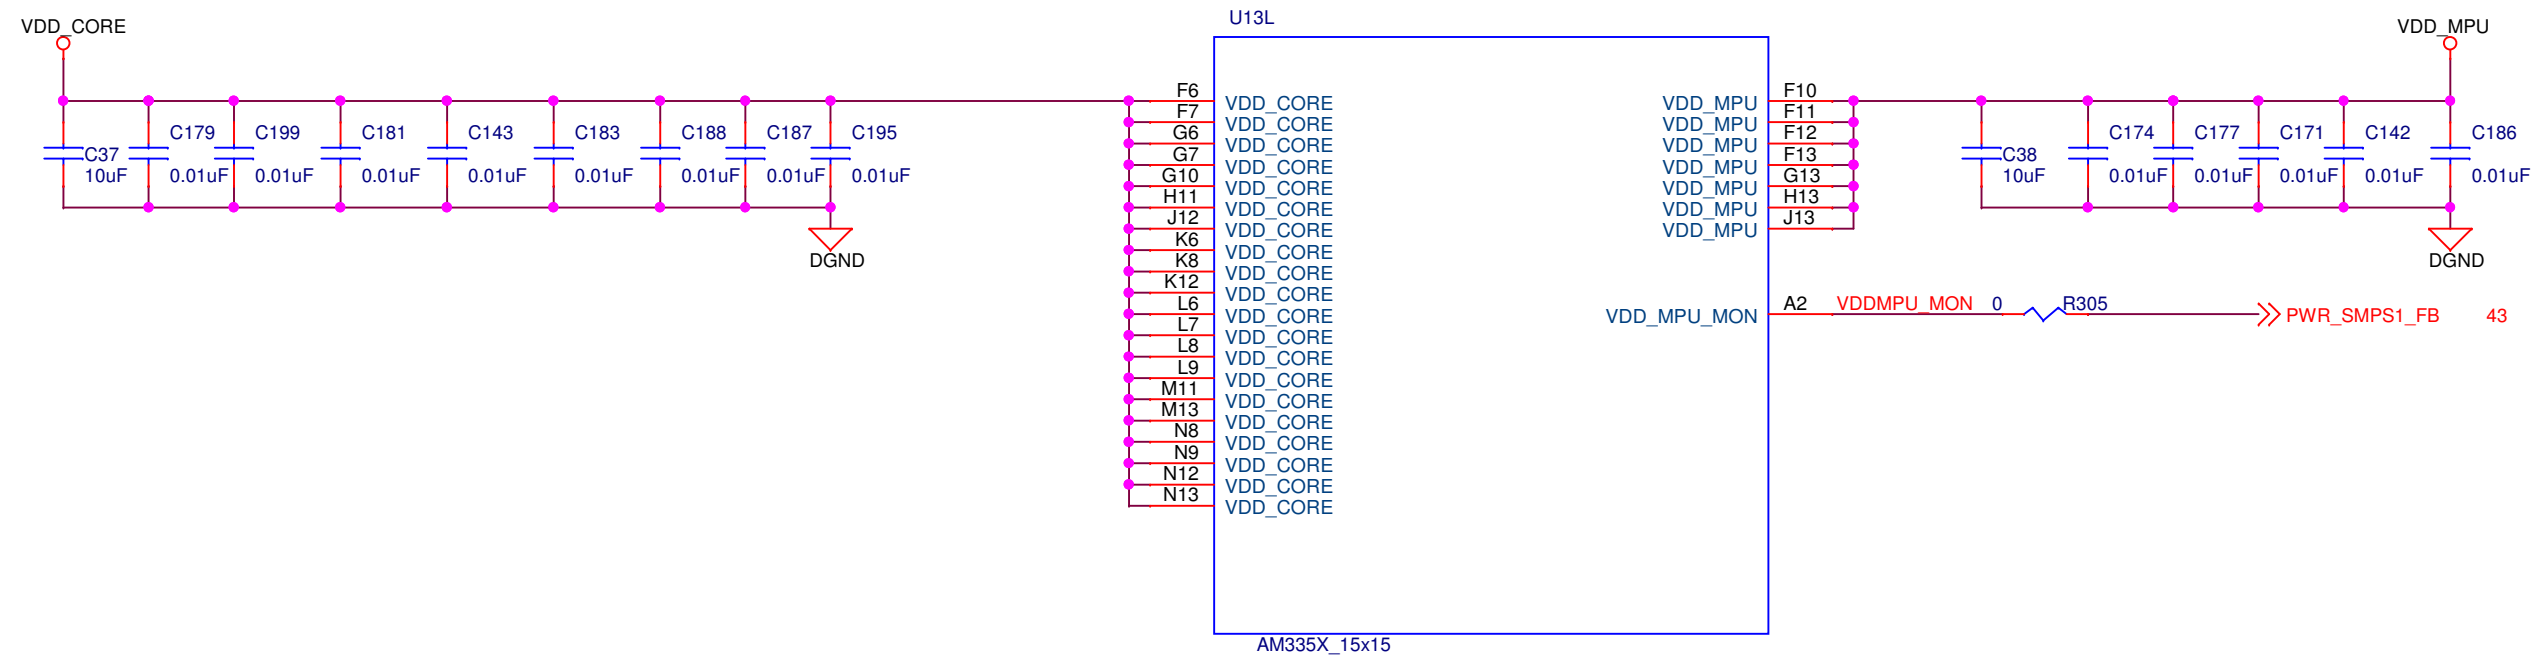 U13L
VDD_CORE
VDD_MPU
C37
10uF
C179
0.01uF
C199
0.01uF
C181
0.01uF
C143
0.01uF
C183
0.01uF
C188
0.01uF
C187
0.01uF
C195
0.01uF
DGND
F6 VDD_CORE
F7 VDD_CORE
G6 VDD_CORE
G7 VDD_CORE
G10 VDD_CORE
H11 VDD_CORE
J12 VDD_CORE
K6 VDD_CORE
K8 VDD_CORE
K12 VDD_CORE
L6 VDD_CORE
L7 VDD_CORE
L8 VDD_CORE
L9 VDD_CORE
M11 VDD_CORE
M13 VDD_CORE
N8 VDD_CORE
N9 VDD_CORE
N12 VDD_CORE
N13 VDD_CORE
VDD_MPU F10
VDD_MPU F11
VDD_MPU F12
VDD_MPU F13
VDD_MPU G13
VDD_MPU H13
VDD_MPU J13
VDD_MPU_MON A2 VDDMPU_MON 0 R305 PWR_SMPS1_FB 43
C38
10uF
C174
0.01uF
C177
0.01uF
C171
0.01uF
C142
0.01uF
C186
0.01uF
DGND
AM335X_15x15